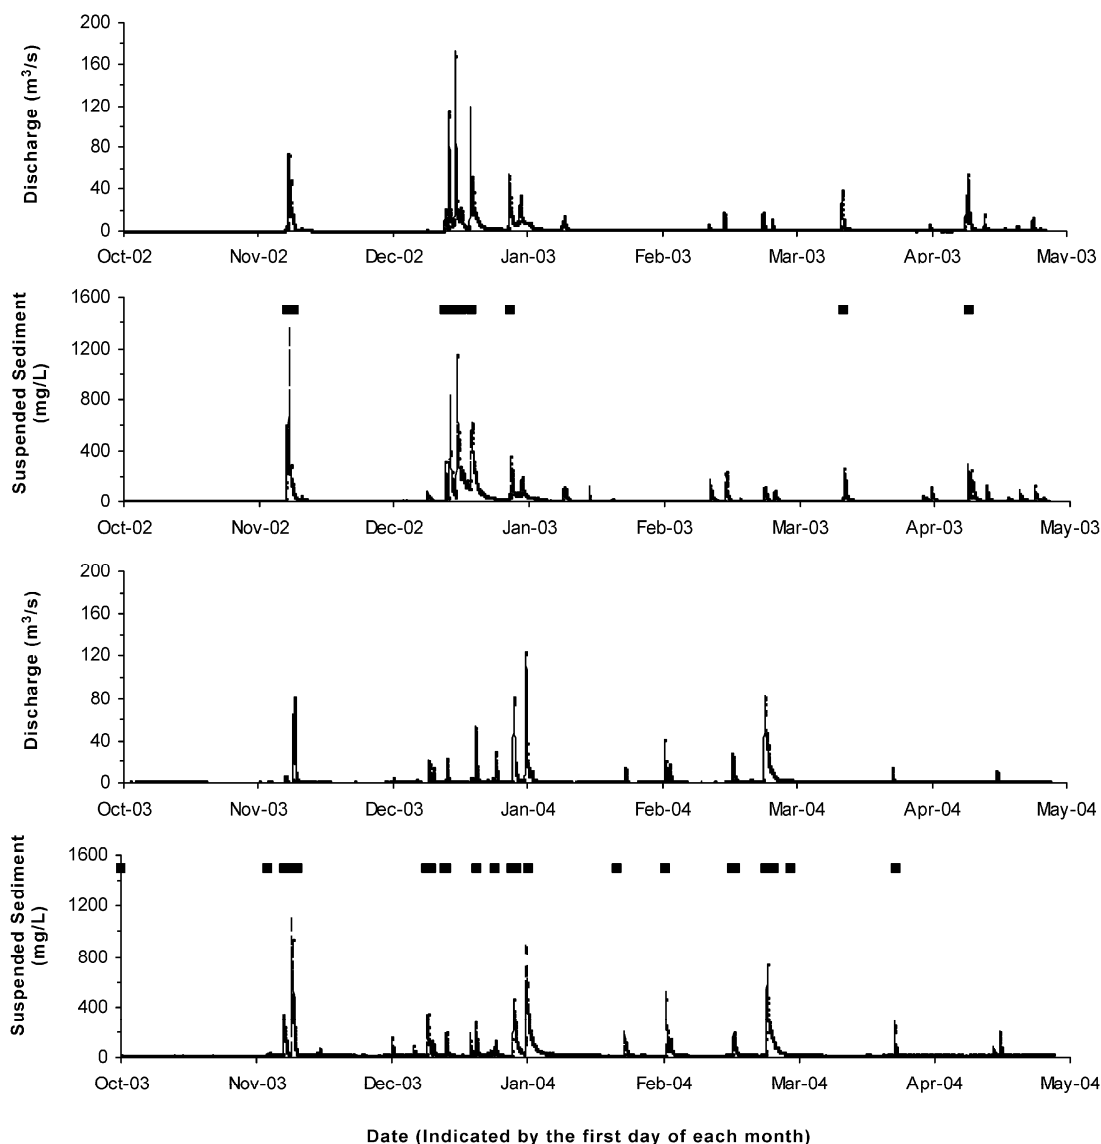 Discharge (m³/s)
200
160
120
80
40
0
Oct-02 Nov-02 Dec-02 Jan-03 Feb-03 Mar-03 Apr-03 May-03
Suspended Sediment
(mg/L)
1600
1200
800
400
0
Oct-02 Nov-02 Dec-02 Jan-03 Feb-03 Mar-03 Apr-03 May-03
Discharge (m³/s)
200
160
120
80
40
0
Oct-03 Nov-03 Dec-03 Jan-04 Feb-04 Mar-04 Apr-04 May-04
Suspended Sediment
(mg/L)
1600
1200
800
400
0
Oct-03 Nov-03 Dec-03 Jan-04 Feb-04 Mar-04 Apr-04 May-04
Date (Indicated by the first day of each month)